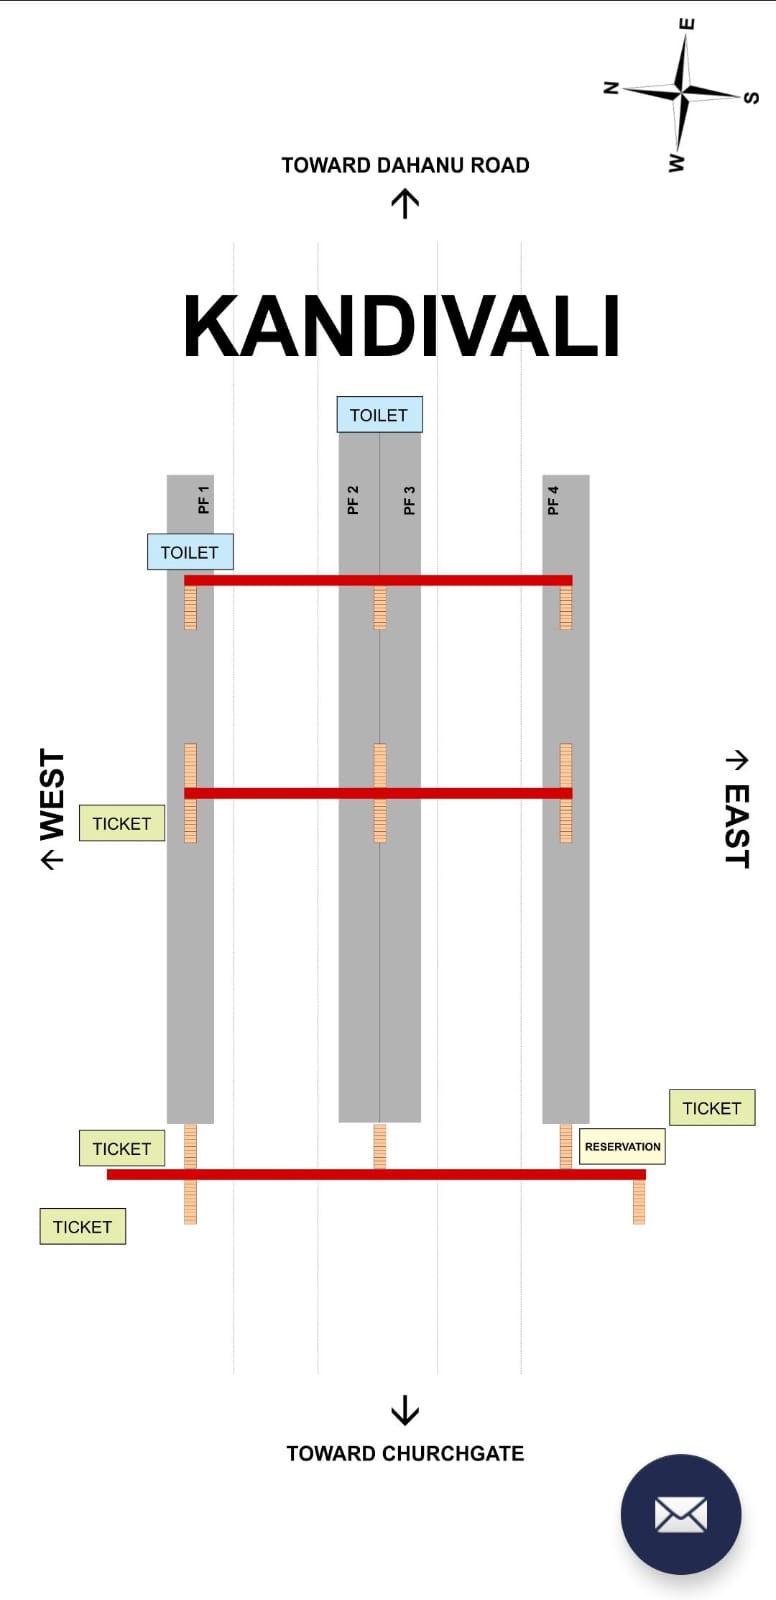 E
N
S
W
TOWARD DAHANU ROAD
↑
KANDIVALI
TOILET
PF 1
PF 2
PF 3
PF 4
TOILET
↑ WEST
→ EAST
TICKET
TICKET
TICKET
RESERVATION
TICKET
↓
TOWARD CHURCHGATE